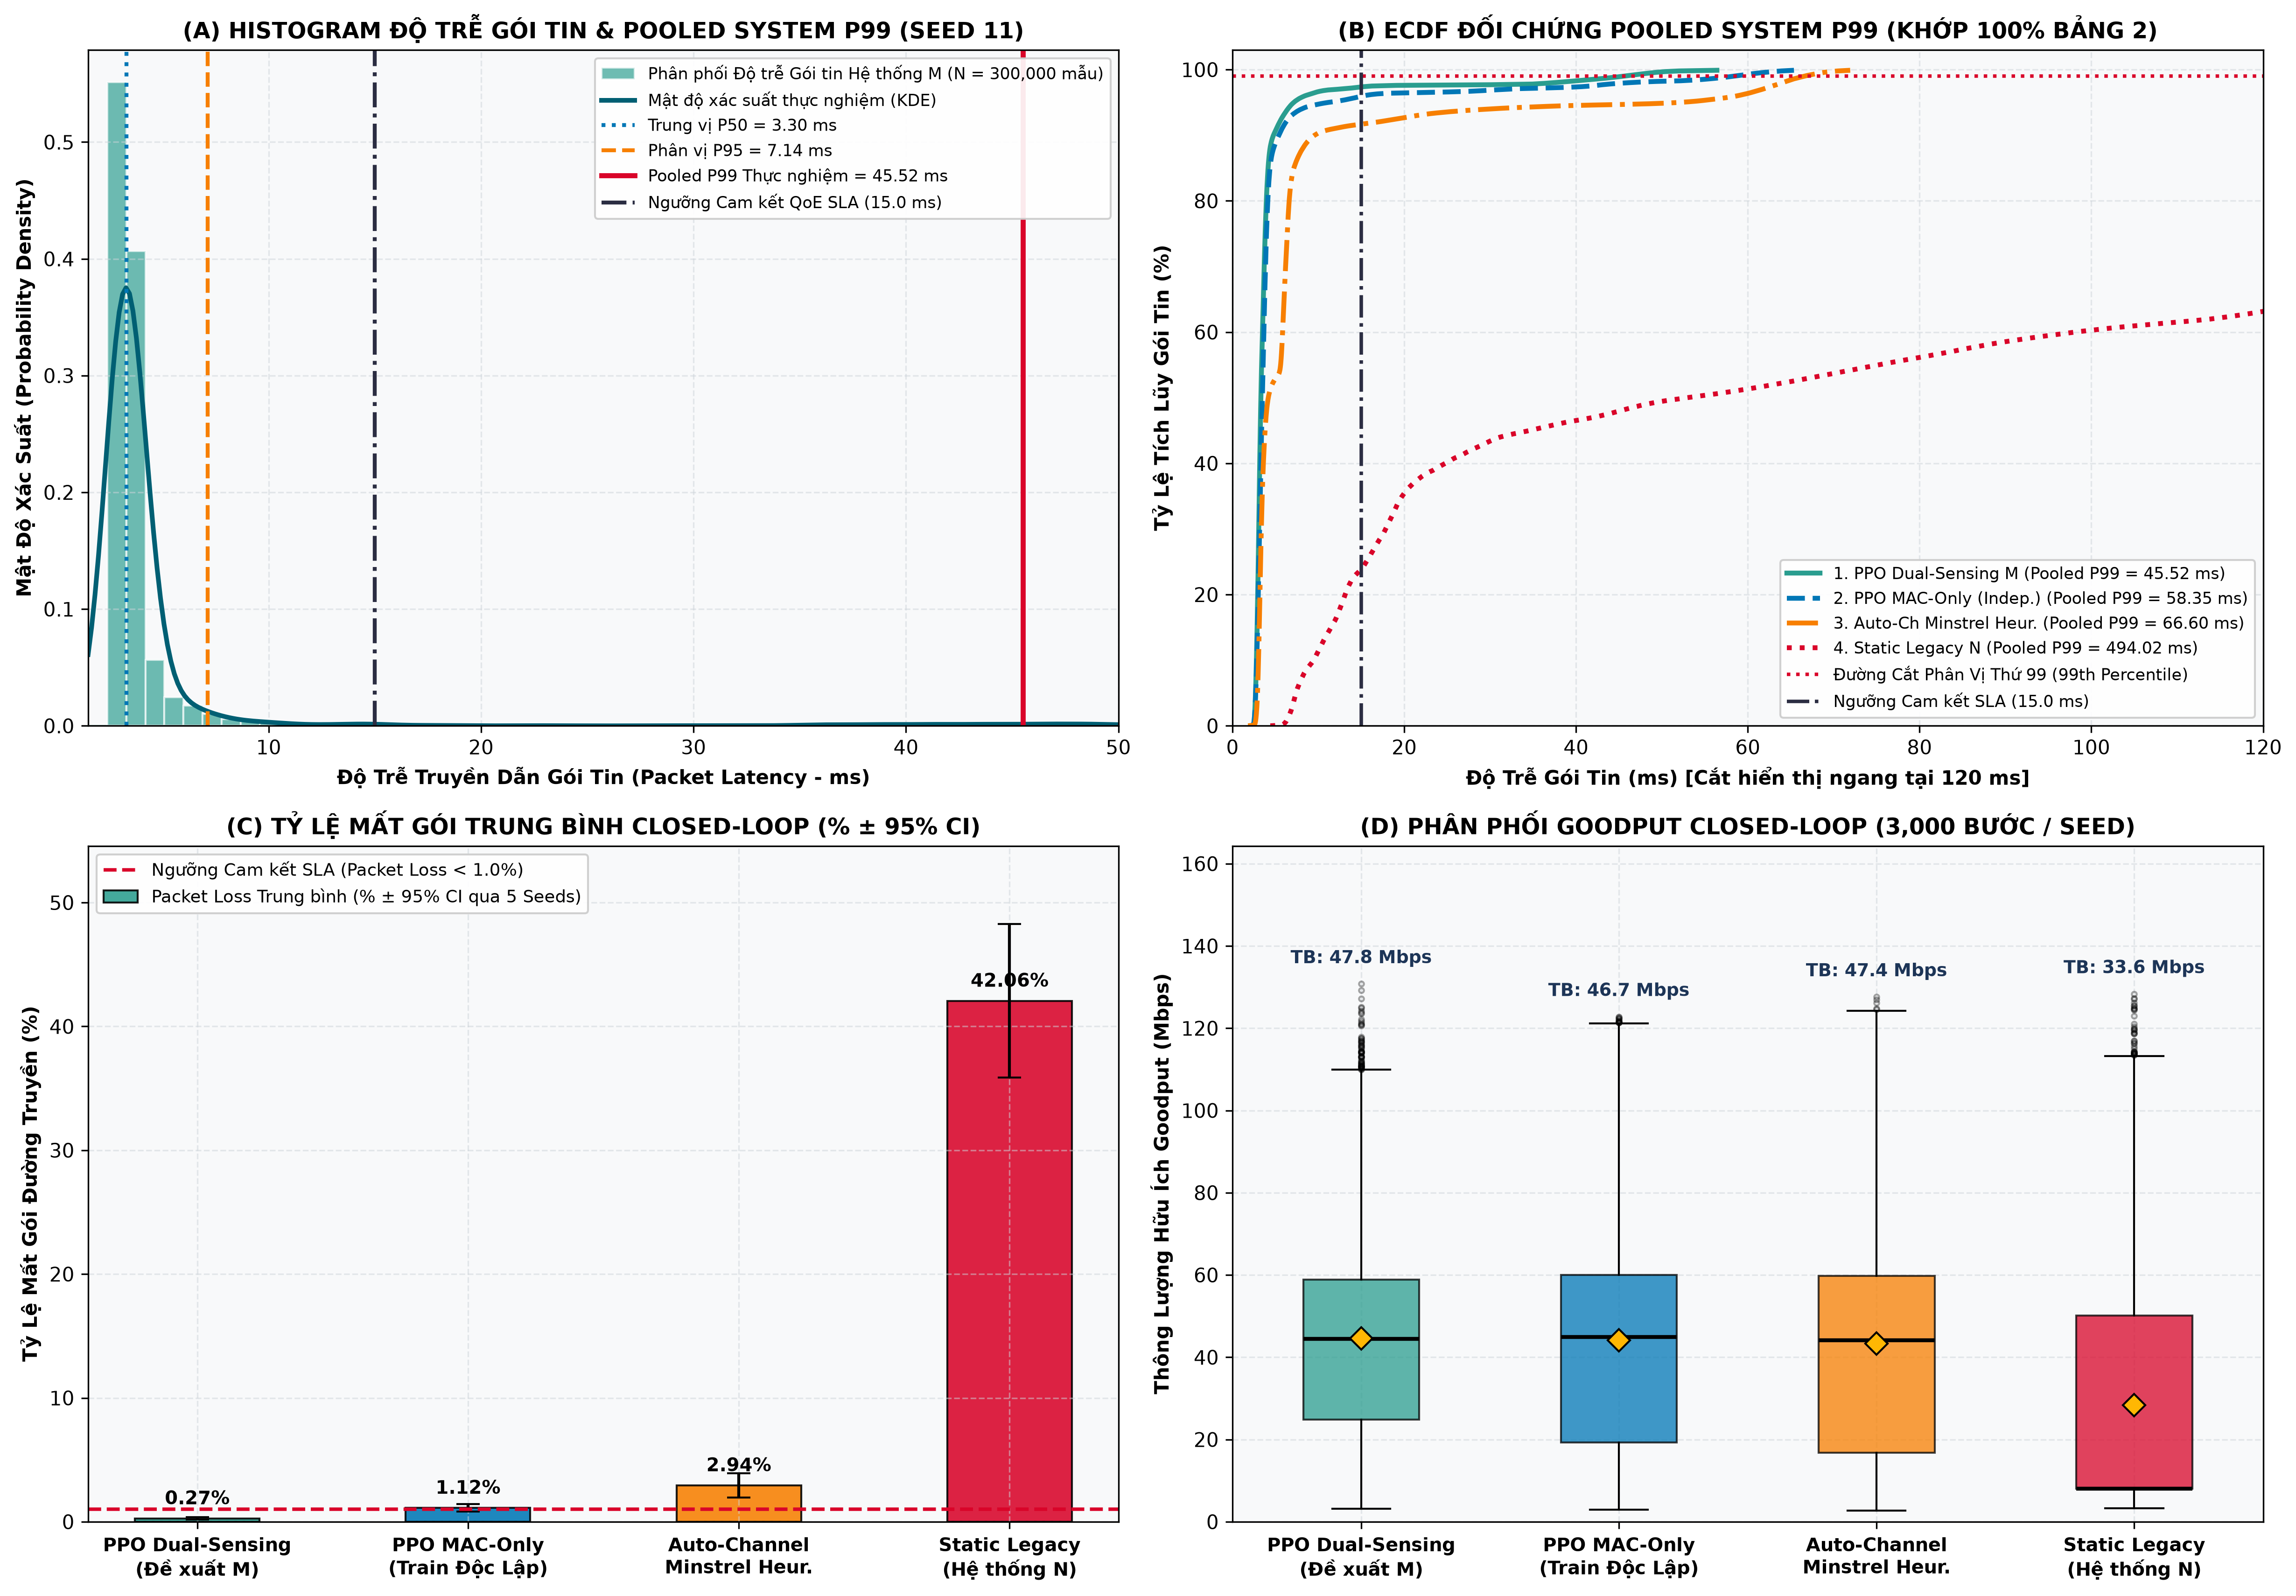 (A) HISTOGRAM ĐỘ TRỄ GÓI TIN & POOLED SYSTEM P99 (SEED 11)
Mật Độ Xác Suất (Probability Density)
0.5
0.4
0.3
0.2
0.1
0.0
Phân phối Độ trễ Gói tin Hệ thống M (N = 300,000 mẫu)
Mật độ xác suất thực nghiệm (KDE)
Trung vị P50 = 3.30 ms
Phân vị P95 = 7.14 ms
Pooled P99 Thực nghiệm = 45.52 ms
Ngưỡng Cam kết QoE SLA (15.0 ms)
10
20
30
40
50
Độ Trễ Truyền Dẫn Gói Tin (Packet Latency - ms)
(B) ECDF ĐỐI CHỨNG POOLED SYSTEM P99 (KHỚP 100% BẢNG 2)
Tỷ Lệ Tích Lũy Gói Tin (%)
100
80
60
40
20
0
1. PPO Dual-Sensing M (Pooled P99 = 45.52 ms)
2. PPO MAC-Only (Indep.) (Pooled P99 = 58.35 ms)
3. Auto-Ch Minstrel Heur. (Pooled P99 = 66.60 ms)
4. Static Legacy N (Pooled P99 = 494.02 ms)
Đường Cắt Phân Vị Thứ 99 (99th Percentile)
Ngưỡng Cam kết SLA (15.0 ms)
0
20
40
60
80
100
120
Độ Trễ Gói Tin (ms) [Cắt hiển thị ngang tại 120 ms]
(C) TỶ LỆ MẤT GÓI TRUNG BÌNH CLOSED-LOOP (% ± 95% CI)
Tỷ Lệ Mất Gói Đường Truyền (%)
50
40
30
20
10
0
Ngưỡng Cam kết SLA (Packet Loss < 1.0%)
Packet Loss Trung bình (% ± 95% CI qua 5 Seeds)
0.27%
1.12%
2.94%
42.06%
PPO Dual-Sensing
(Đề xuất M)
PPO MAC-Only
(Train Độc Lập)
Auto-Channel
Minstrel Heur.
Static Legacy
(Hệ thống N)
(D) PHÂN PHỐI GOODPUT CLOSED-LOOP (3,000 BƯỚC / SEED)
Thông Lượng Hữu Ích Goodput (Mbps)
160
140
120
100
80
60
40
20
0
TB: 47.8 Mbps
TB: 46.7 Mbps
TB: 47.4 Mbps
TB: 33.6 Mbps
PPO Dual-Sensing
(Đề xuất M)
PPO MAC-Only
(Train Độc Lập)
Auto-Channel
Minstrel Heur.
Static Legacy
(Hệ thống N)